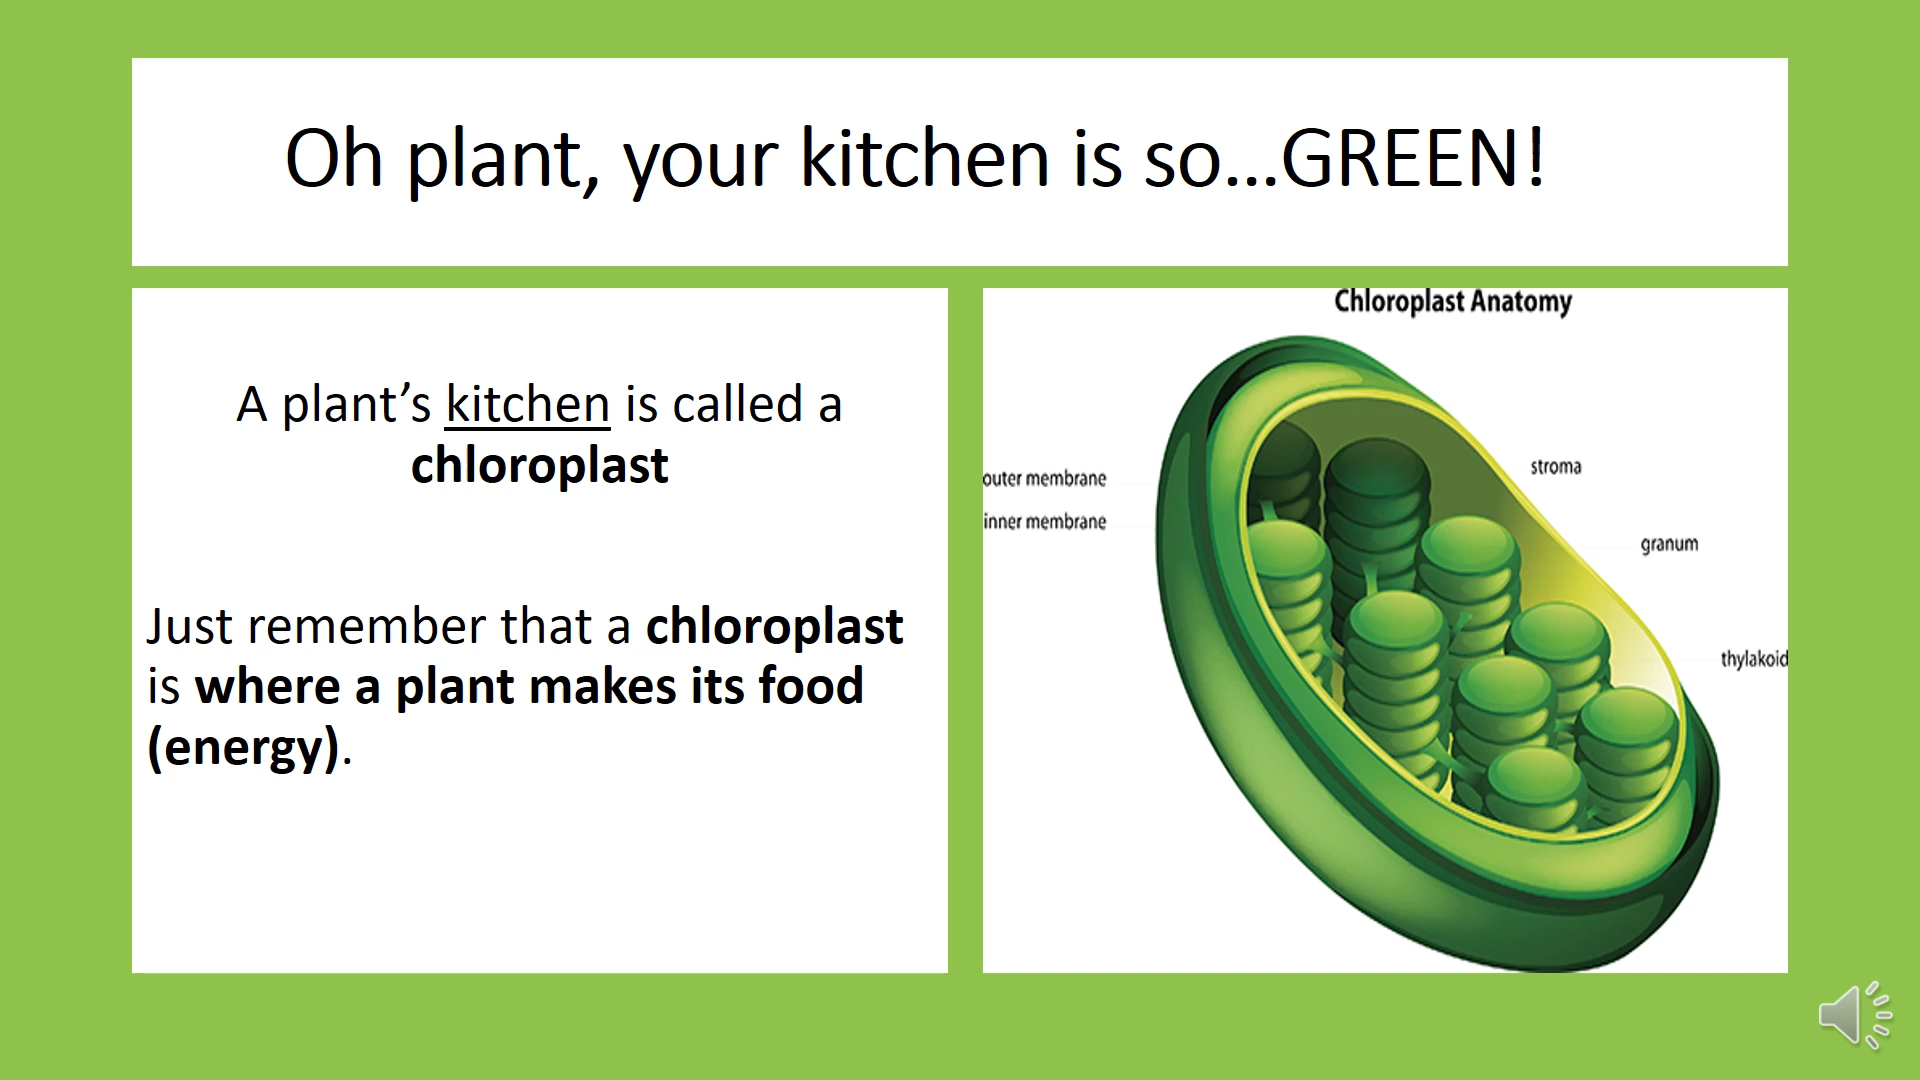 Oh plant, your kitchen is so...GREEN!
A plant’s kitchen is called a
chloroplast
Just remember that a chloroplast
is where a plant makes its food
(energy).
Chloroplast Anatomy
outer membrane
inner membrane
stroma
granum
thylakoid